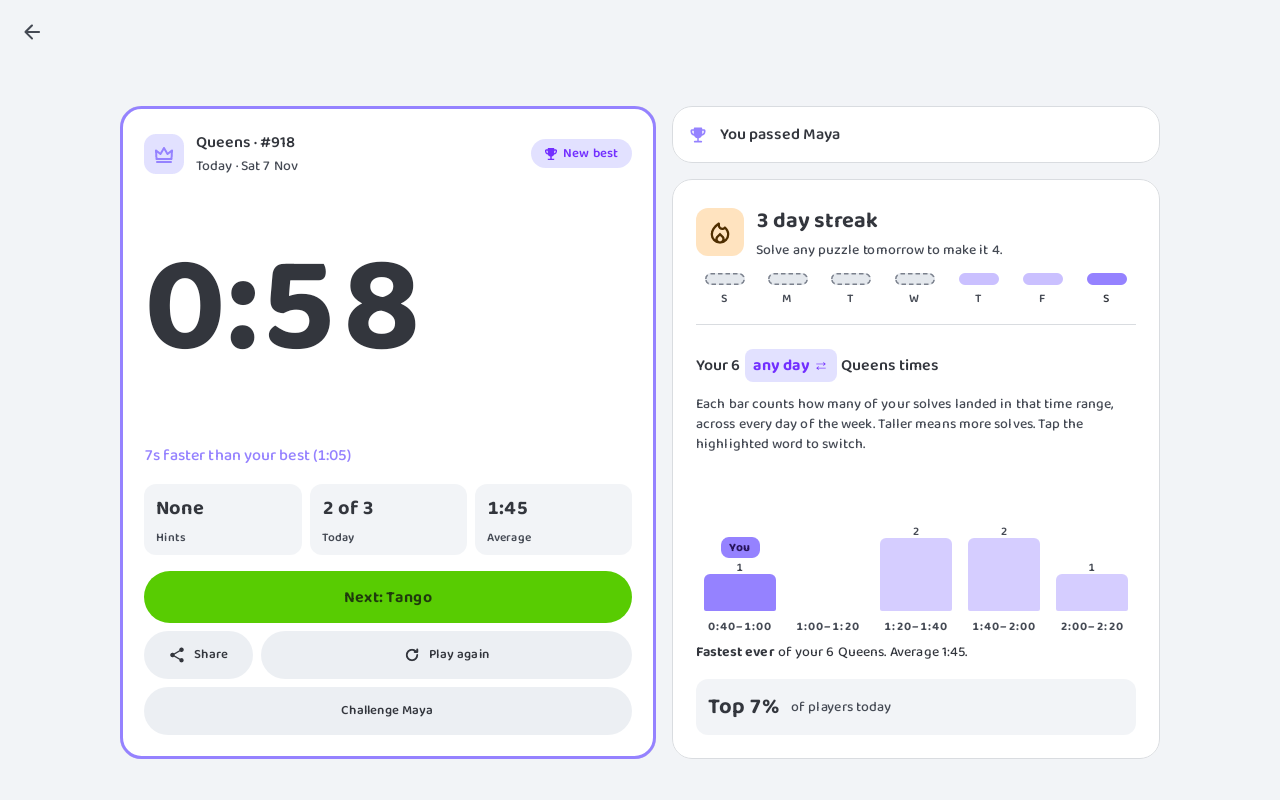 Queens · #918
Today · Sat 7 Nov
New best
0:58
7s faster than your best (1:05)
None
Hints
2 of 3
Today
1:45
Average
Next: Tango
Share
Play again
Challenge Maya
You passed Maya
3 day streak
Solve any puzzle tomorrow to make it 4.
S M T W T F S
Your 6 any day Queens times
Each bar counts how many of your solves landed in that time range,
across every day of the week. Taller means more solves. Tap the
highlighted word to switch.
You
1 2 2 1
0:40–1:00 1:00–1:20 1:20–1:40 1:40–2:00 2:00–2:20
Fastest ever of your 6 Queens. Average 1:45.
Top 7% of players today